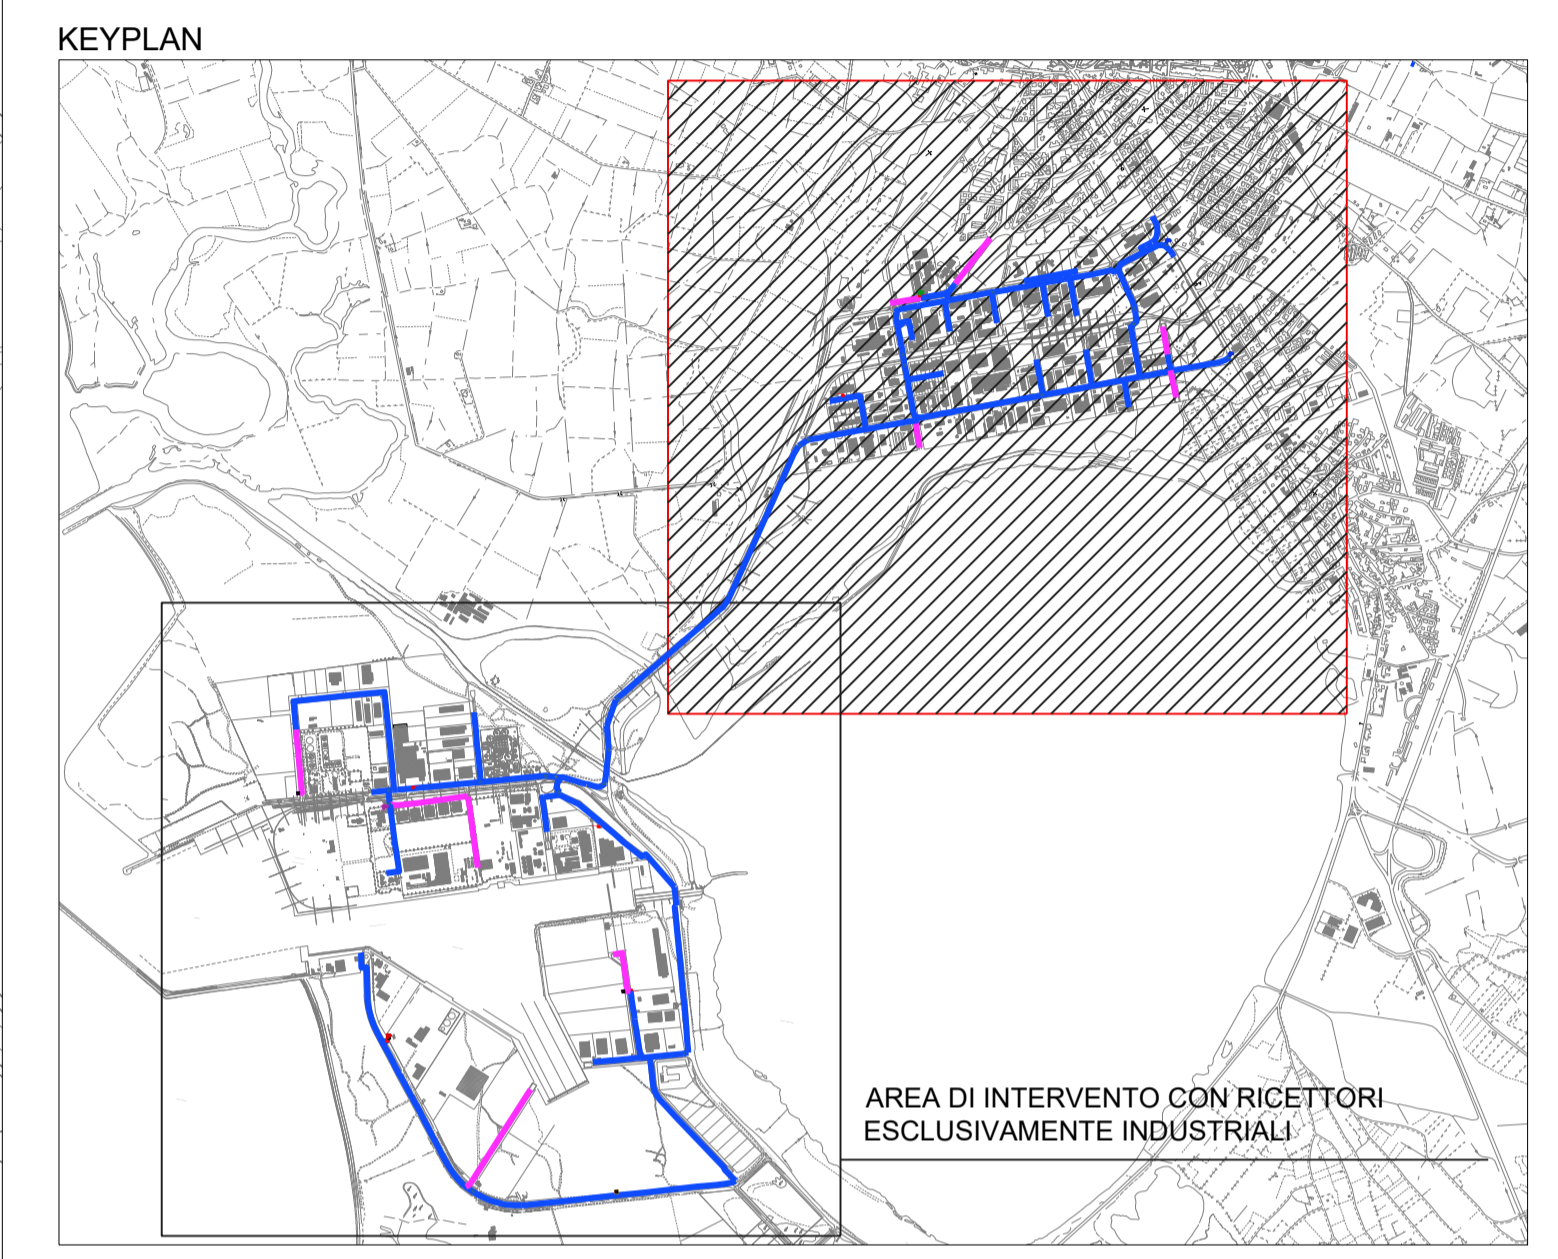 KEYPLAN
AREA DI INTERVENTO CON RICETTORI
ESCLUSIVAMENTE INDUSTRIALI